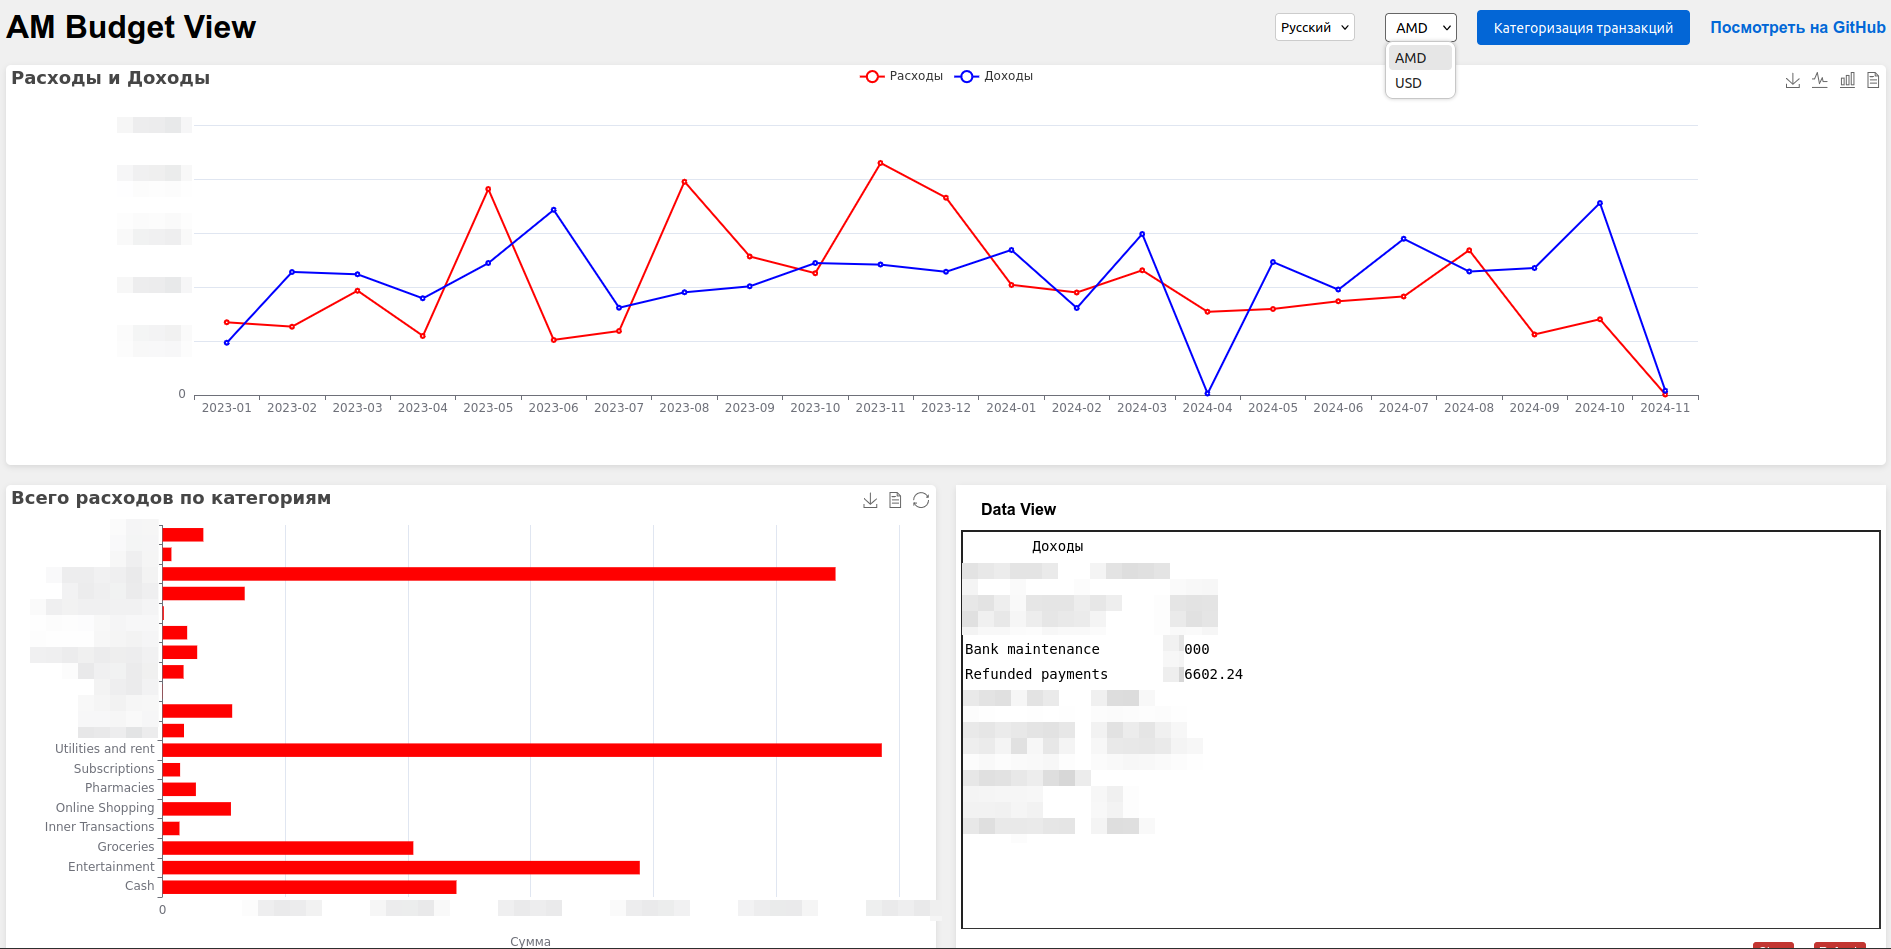 AM Budget View
Русский
AMD
Категоризация транзакций
Посмотреть на GitHub
AMD
USD
Расходы и Доходы
Расходы
Доходы
0
2023-01 2023-02 2023-03 2023-04 2023-05 2023-06 2023-07 2023-08 2023-09 2023-10 2023-11 2023-12 2024-01 2024-02 2024-03 2024-04 2024-05 2024-06 2024-07 2024-08 2024-09 2024-10 2024-11
Всего расходов по категориям
Utilities and rent
Subscriptions
Pharmacies
Online Shopping
Inner Transactions
Groceries
Entertainment
Cash
0
Сумма
Data View
Доходы
Bank maintenance 000
Refunded payments 6602.24